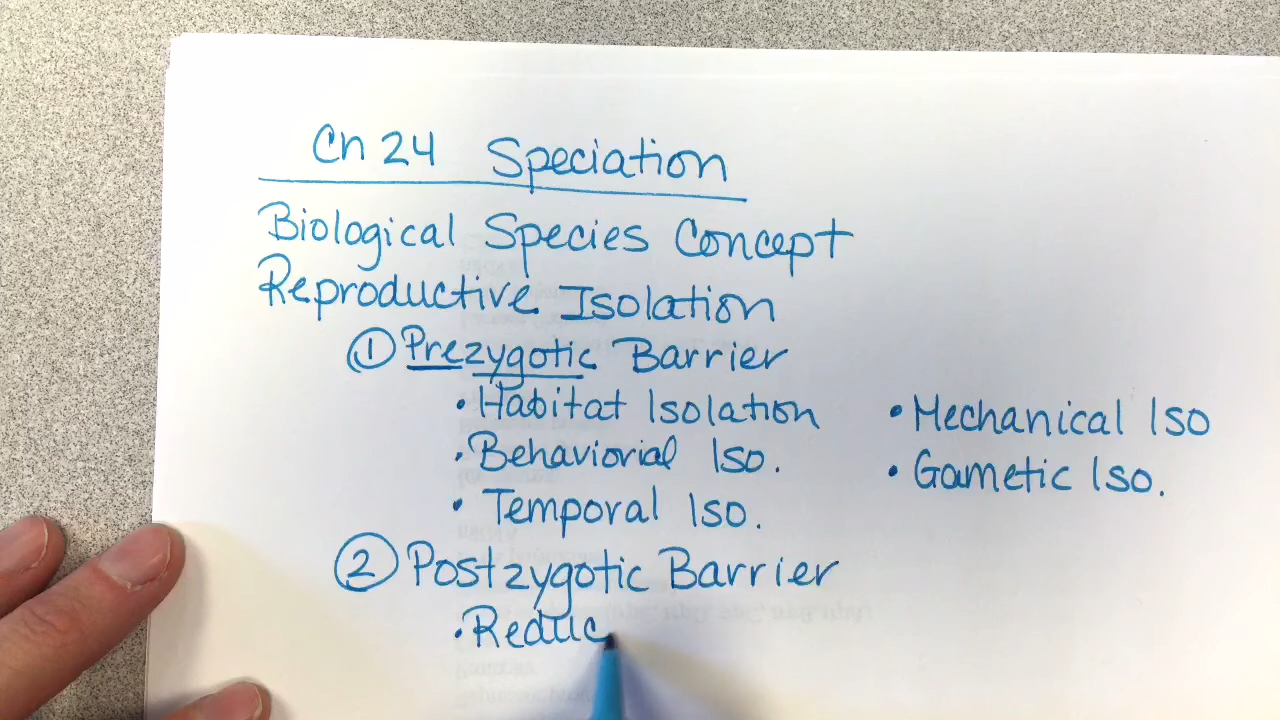 Ch 24 Speciation
Biological Species Concept
Reproductive Isolation
① Prezygotic Barrier
• Habitat Isolation
• Behaviorial Iso.
• Temporal Iso.
• Mechanical Iso
• Gametic Iso.
② Postzygotic Barrier
• Reduc